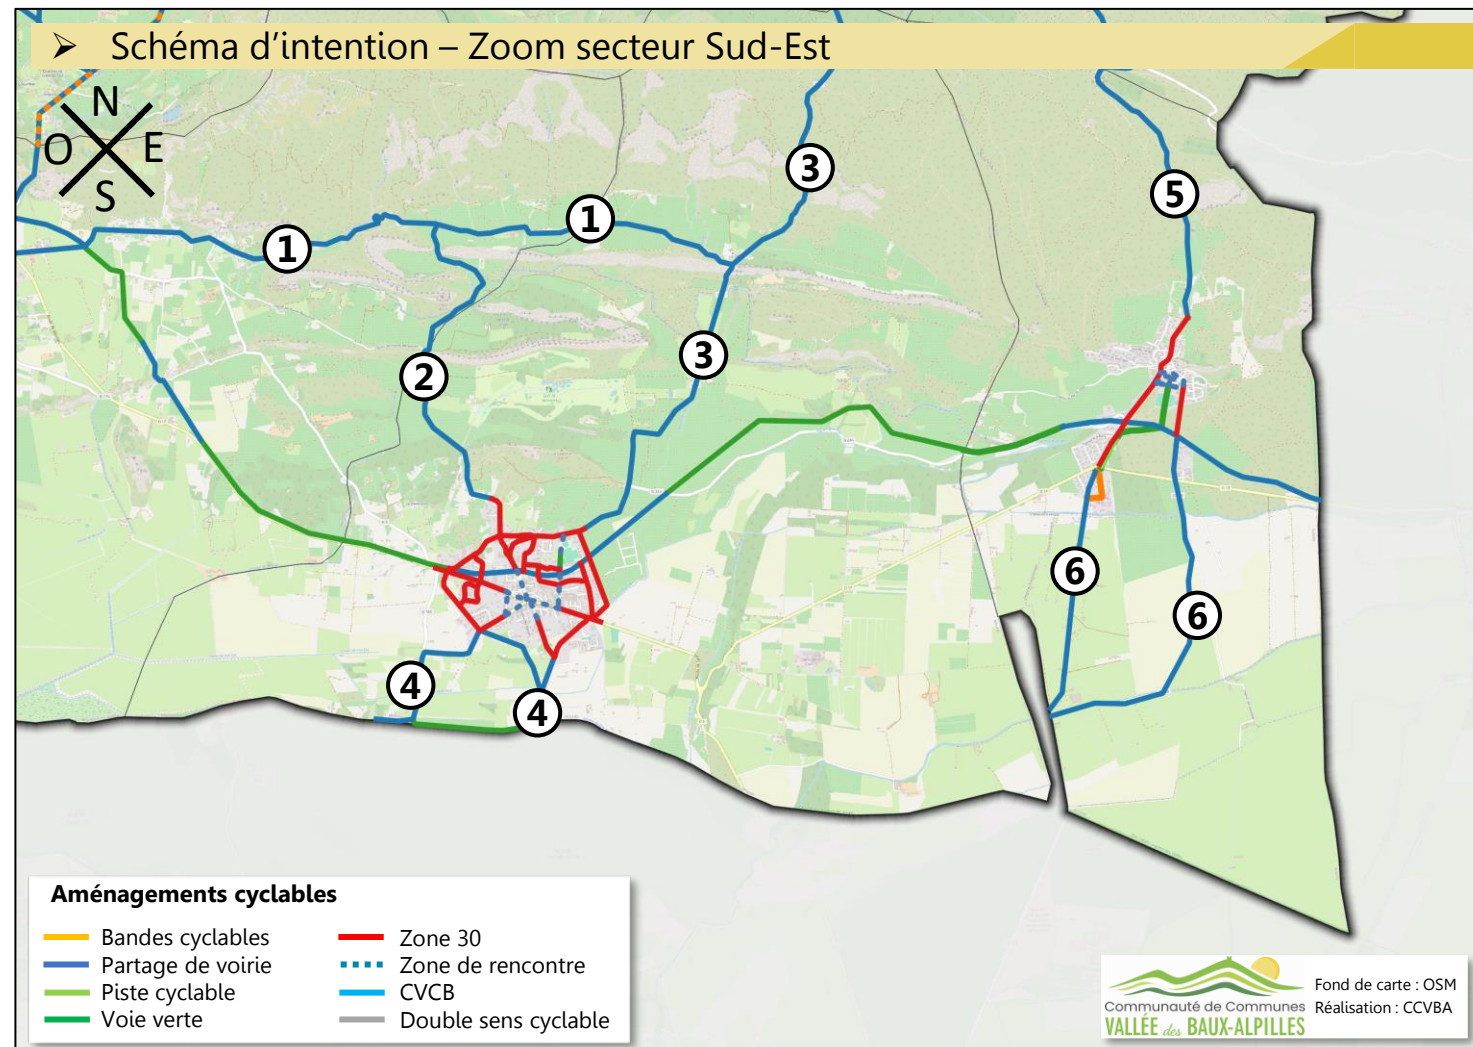 ➢ Schéma d’intention – Zoom secteur Sud-Est
N
O E
S
3
5
1
1
3
2
6
6
4
4
Aménagements cyclables
Bandes cyclables
Partage de voirie
Piste cyclable
Voie verte
Zone 30
Zone de rencontre
CVCB
Double sens cyclable
Communauté de Communes
VALLÉE des BAUX-ALPILLES
Fond de carte : OSM
Réalisation : CCVBA